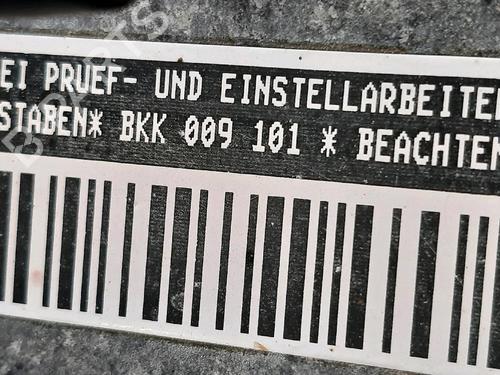 EI PRUEF- UND EINSTELLARBEITEN
STABEN* BKK 009 101 * BEACHTEN